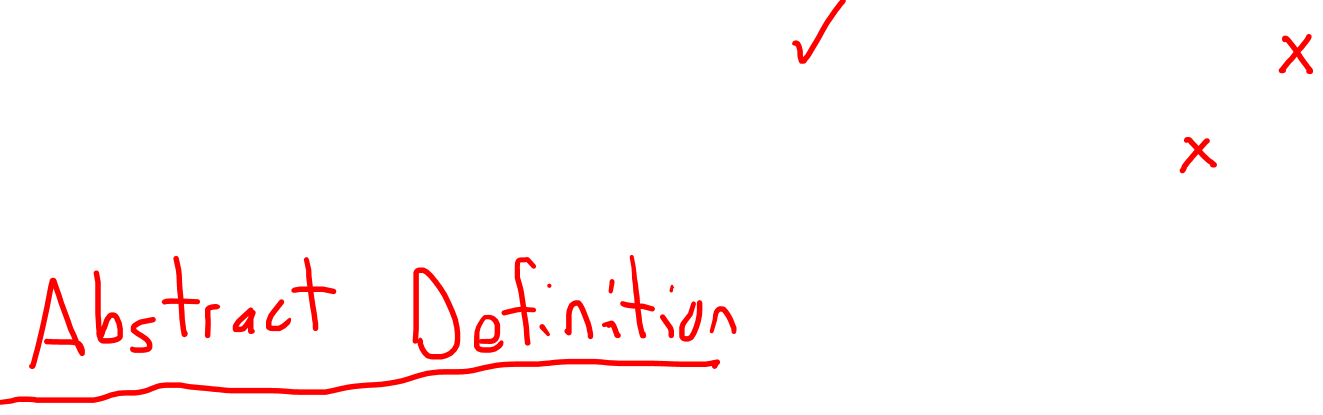 ✓ x
x
Abstract Definition